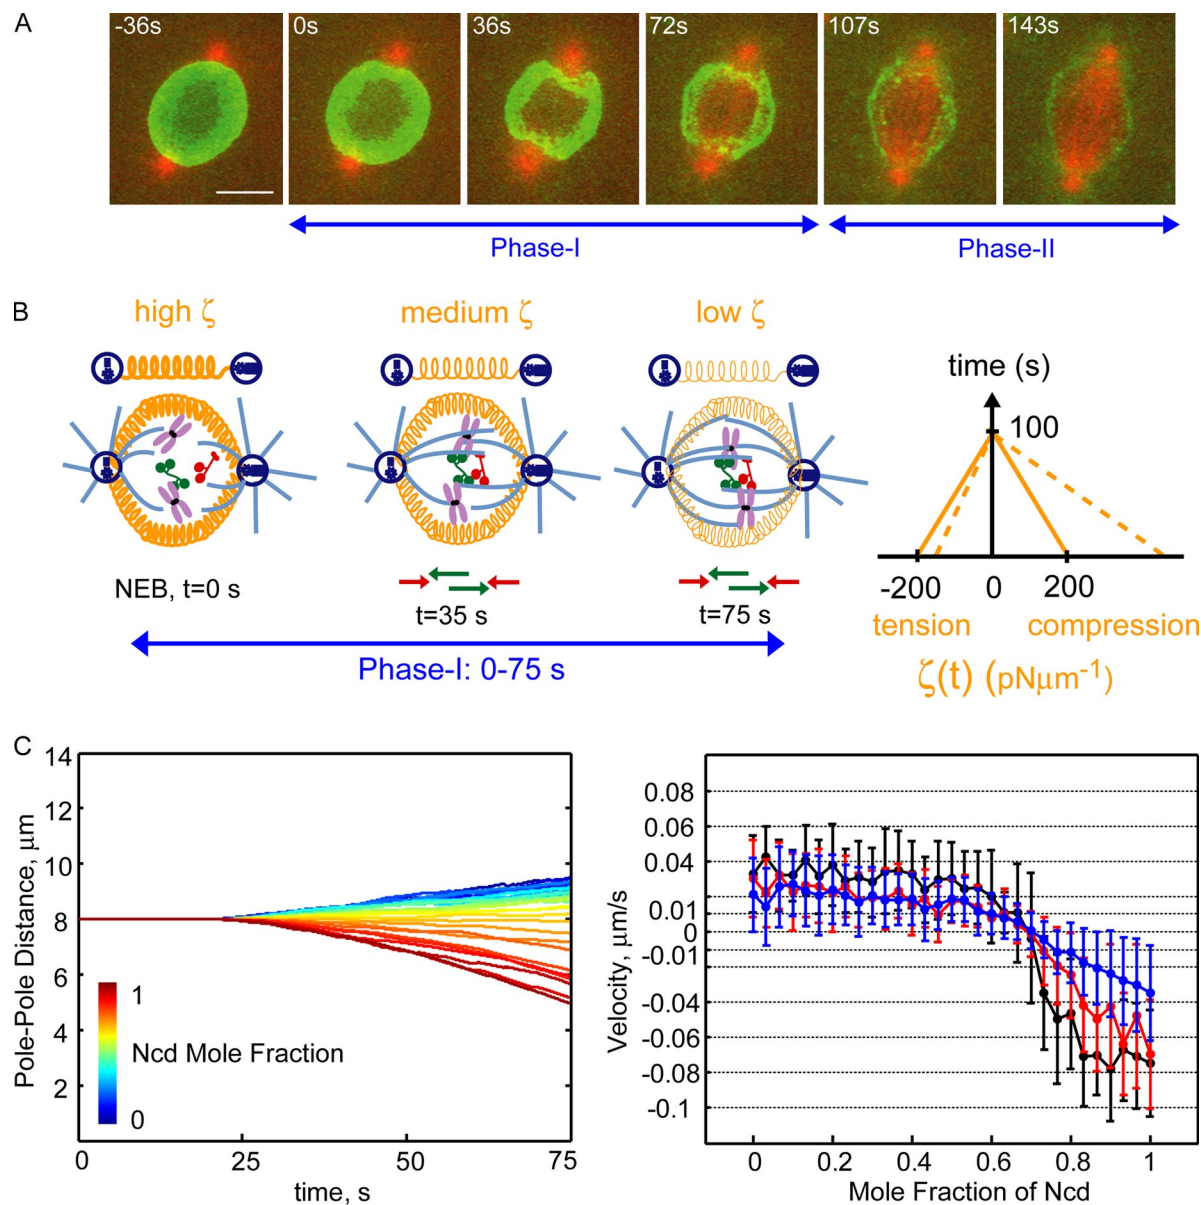 A
-36s 0s 36s 72s 107s 143s
Phase-I Phase-II
B
high ζ medium ζ low ζ
time (s)
100
-200 0 200
tension compression
ζ(t) (pNμm⁻¹)
NEB, t=0 s t=35 s t=75 s
Phase-I: 0-75 s
C
Pole-Pole Distance, μm
14
12
10
8
6
4
2
1
Ncd Mole Fraction
0
0 25 50 75
time, s
Velocity, μm/s
0.08
0.06
0.04
0.01
0
-0.01
-0.04
-0.06
-0.08
-0.1
0 0.2 0.4 0.6 0.8 1
Mole Fraction of Ncd